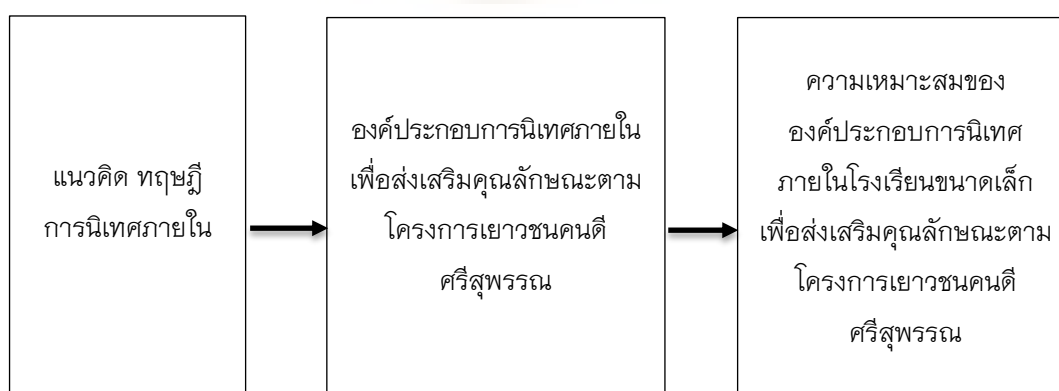 แนวคิด ทฤษฎี
การนิเทศภายใน
องค์ประกอบการนิเทศภายใน
เพื่อส่งเสริมคุณลักษณะตาม
โครงการเยาวชนคนดี
ศรีสุพรรณ
ความเหมาะสมของ
องค์ประกอบการนิเทศ
ภายในโรงเรียนขนาดเล็ก
เพื่อส่งเสริมคุณลักษณะตาม
โครงการเยาวชนคนดี
ศรีสุพรรณ